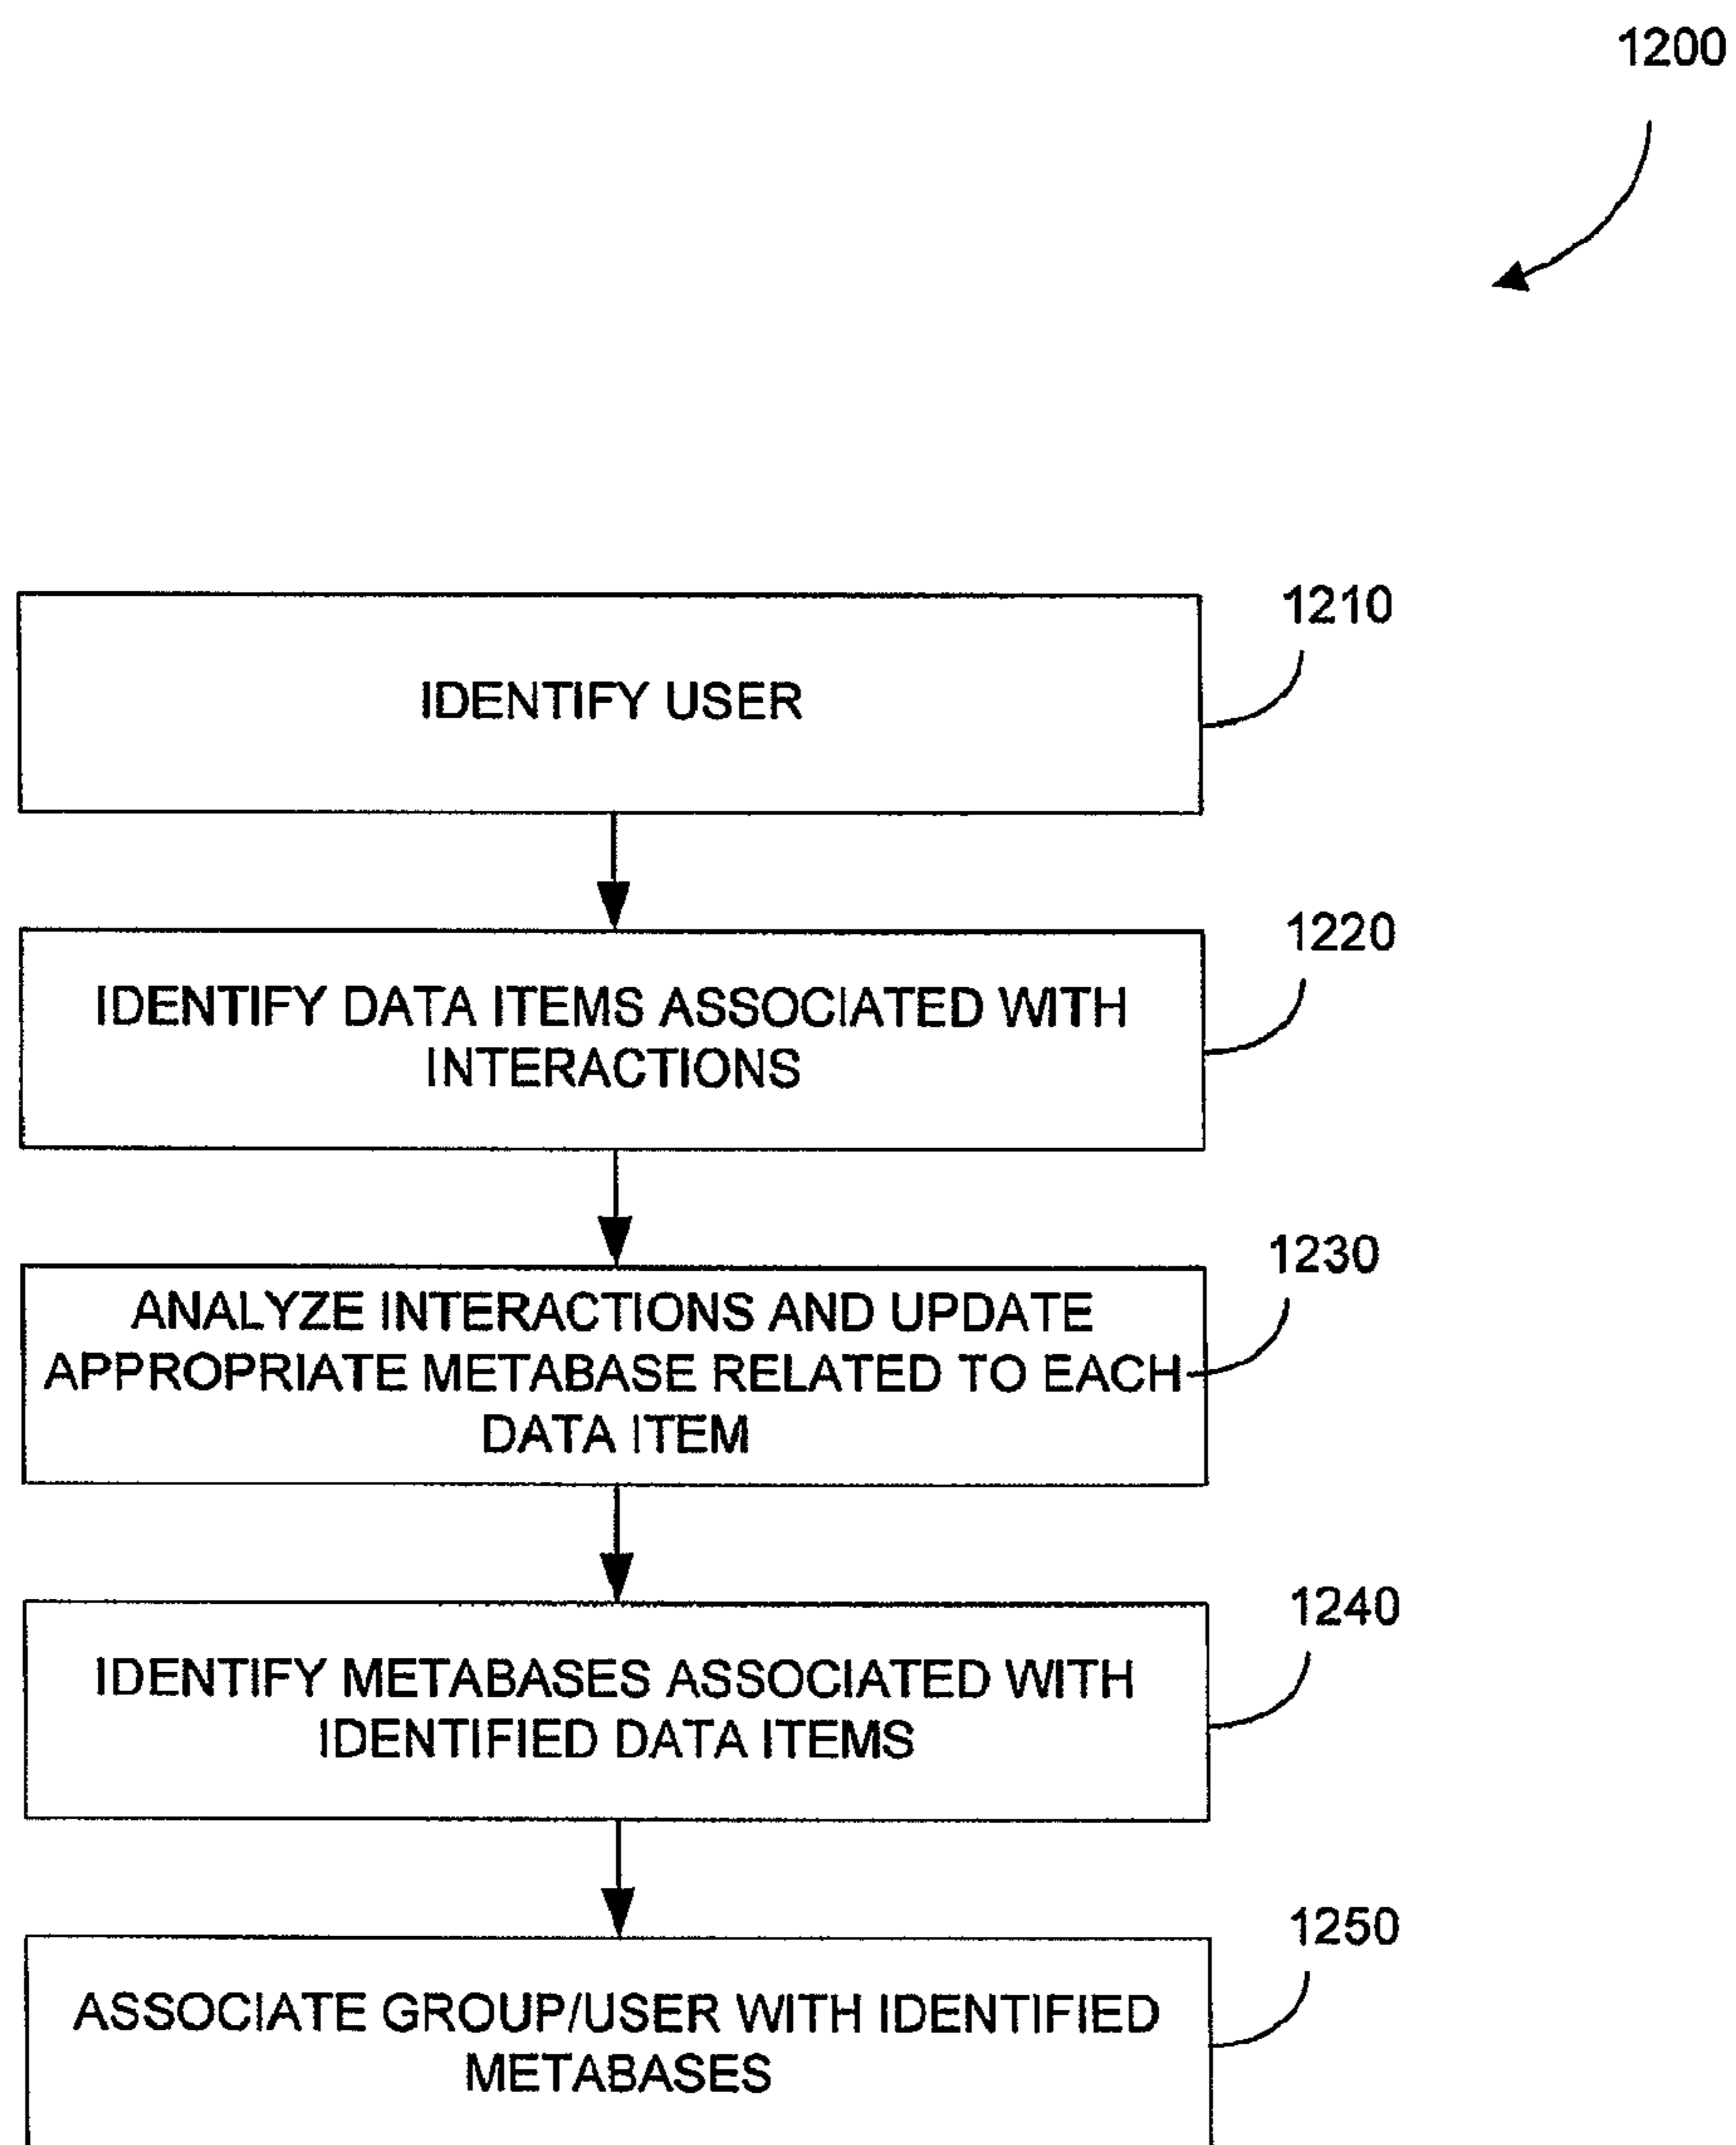 1200
1210
IDENTIFY USER
1220
IDENTIFY DATA ITEMS ASSOCIATED WITH
INTERACTIONS
1230
ANALYZE INTERACTIONS AND UPDATE
APPROPRIATE METABASE RELATED TO EACH
DATA ITEM
1240
IDENTIFY METABASES ASSOCIATED WITH
IDENTIFIED DATA ITEMS
1250
ASSOCIATE GROUP/USER WITH IDENTIFIED
METABASES